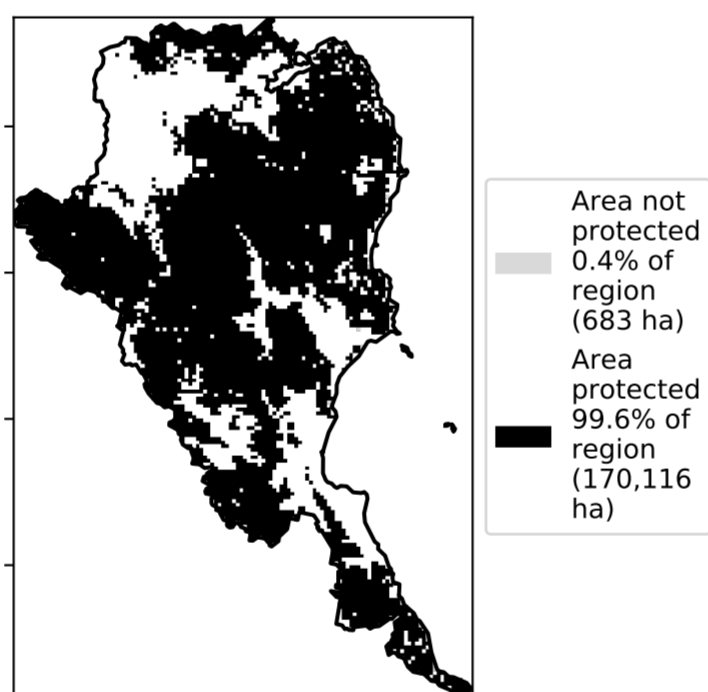 Area not
protected
0.4% of
region
(683 ha)
Area
protected
99.6% of
region
(170,116
ha)